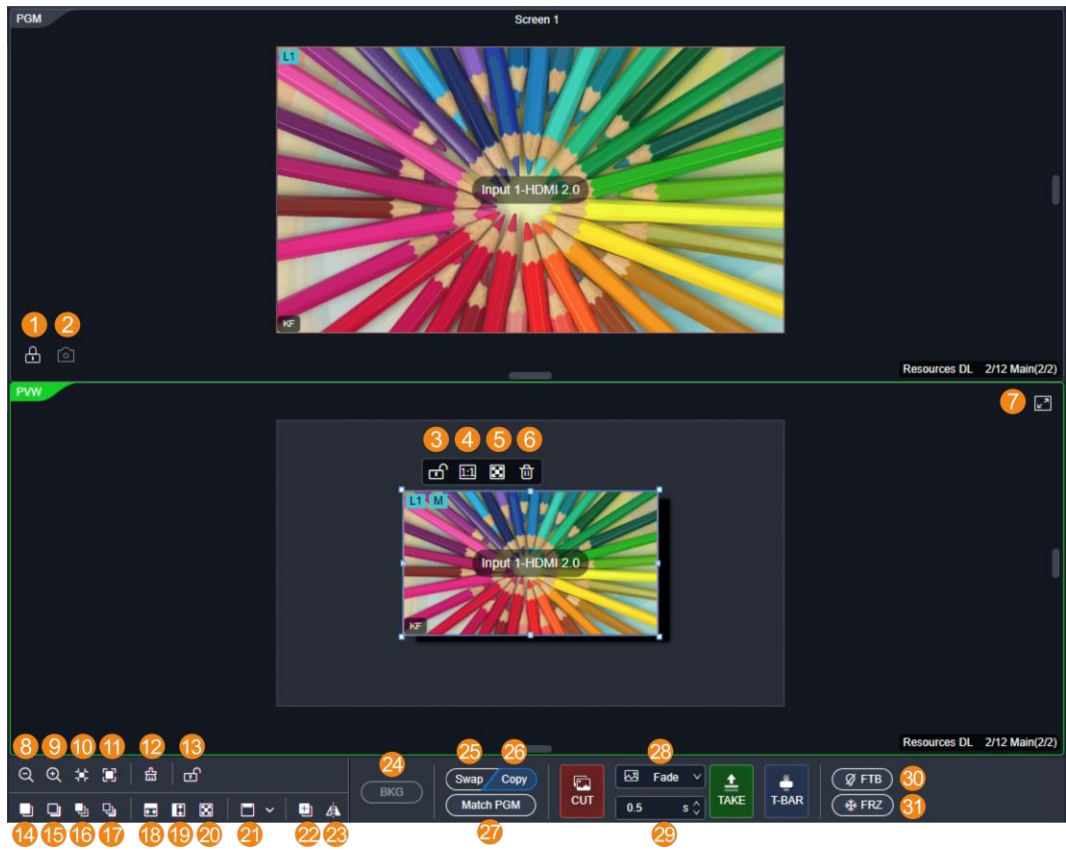 PGM
Screen 1
L1
Input 1-HDMI 2.0
KF
1 2
Resources DL 2/12 Main(2/2)
PVW
7
3 4 5 6
1:1
L1 M
Input 1-HDMI 2.0
KF
Resources DL 2/12 Main(2/2)
8 9 10 11 12 13
24
BKG
25 26
Swap Copy
Match PGM
27
CUT
28
Fade
0.5 s
29
TAKE
T-BAR
FTB 30
FRZ 31
14 15 16 17 18 19 20 21 22 23